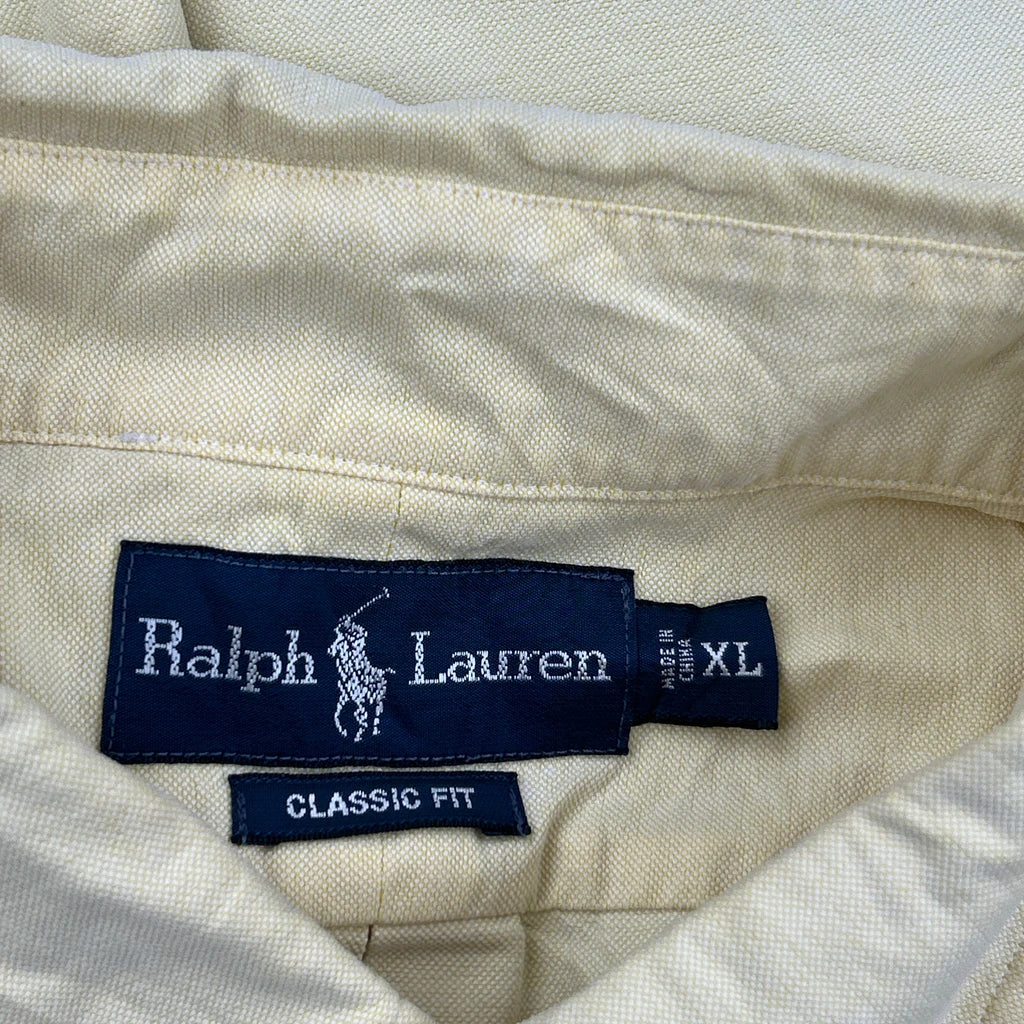 Ralph Lauren
MADE IN
CHINA
XL
CLASSIC FIT